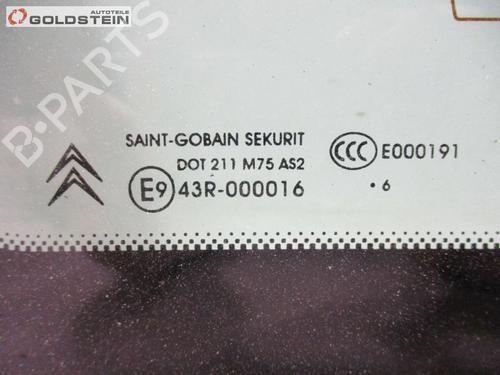 AUTOTEILE
GOLDSTEIN
B-Parts
SAINT-GOBAIN SEKURIT
DOT 211 M75 AS2
E9 43R-000016
CCC E000191
. 6